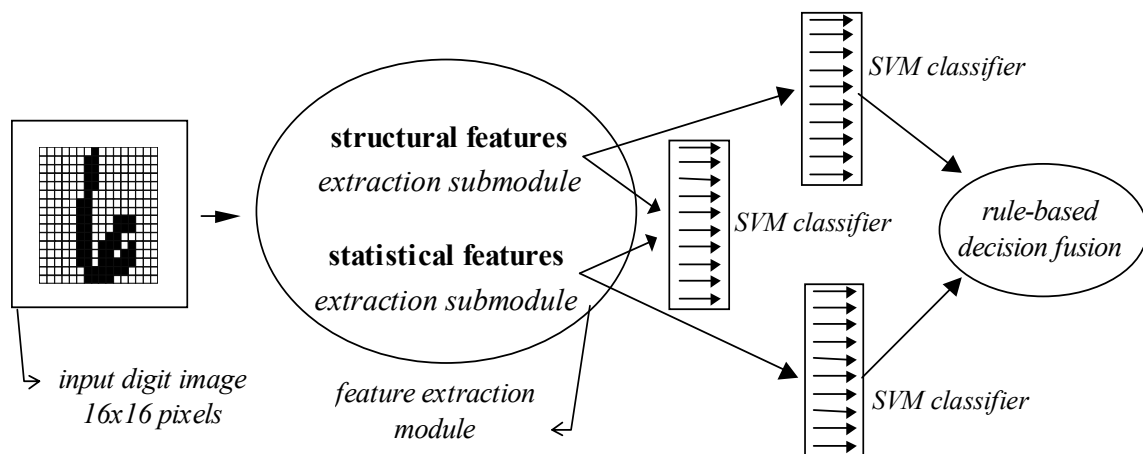 input digit image
16x16 pixels
structural features
extraction submodule
statistical features
extraction submodule
feature extraction
module
SVM classifier
SVM classifier
SVM classifier
rule-based
decision fusion